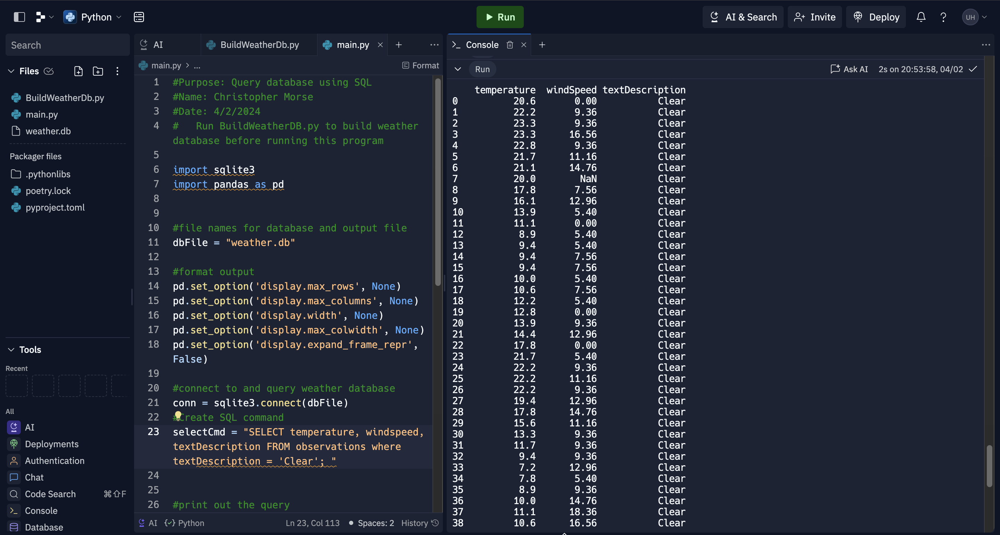 Python
Run
AI & Search
Invite
Deploy
UH
Search
Files
BuildWeatherDb.py
main.py
weather.db
Packager files
.pythonlibs
poetry.lock
pyproject.toml
Tools
Recent
All
AI
Deployments
Authentication
Chat
Code Search ⌘⇧F
Console
Database
AI
BuildWeatherDb.py
main.py
main.py > ...
Format
1 #Purpose: Query database using SQL
2 #Name: Christopher Morse
3 #Date: 4/2/2024
4 #   Run BuildWeatherDB.py to build weather
database before running this program
5
6 import sqlite3
7 import pandas as pd
8
9
10 #file names for database and output file
11 dbFile = "weather.db"
12
13 #format output
14 pd.set_option('display.max_rows', None)
15 pd.set_option('display.max_columns', None)
16 pd.set_option('display.width', None)
17 pd.set_option('display.max_colwidth', None)
18 pd.set_option('display.expand_frame_repr',
False)
19
20 #connect to and query weather database
21 conn = sqlite3.connect(dbFile)
22 #Create SQL command
23 selectCmd = "SELECT temperature, windspeed,
textDescription FROM observations where
textDescription = 'Clear'; "
24
25
26 #print out the query
AI {✓} Python Ln 23, Col 113 • Spaces: 2 History
Console
Run
Ask AI 2s on 20:53:58, 04/02
temperature windSpeed textDescription
0 20.6 0.00 Clear
1 22.2 9.36 Clear
2 23.3 9.36 Clear
3 23.3 16.56 Clear
4 22.8 9.36 Clear
5 21.7 11.16 Clear
6 21.1 14.76 Clear
7 20.0 NaN Clear
8 17.8 7.56 Clear
9 16.1 12.96 Clear
10 13.9 5.40 Clear
11 11.1 0.00 Clear
12 8.9 5.40 Clear
13 9.4 5.40 Clear
14 9.4 7.56 Clear
15 9.4 7.56 Clear
16 10.0 5.40 Clear
17 10.6 7.56 Clear
18 12.2 5.40 Clear
19 12.8 0.00 Clear
20 13.9 9.36 Clear
21 14.4 12.96 Clear
22 17.8 0.00 Clear
23 21.7 5.40 Clear
24 22.2 9.36 Clear
25 22.2 11.16 Clear
26 22.2 9.36 Clear
27 19.4 12.96 Clear
28 17.8 14.76 Clear
29 15.6 11.16 Clear
30 13.3 9.36 Clear
31 11.7 9.36 Clear
32 9.4 9.36 Clear
33 7.2 12.96 Clear
34 7.8 5.40 Clear
35 8.9 9.36 Clear
36 10.0 14.76 Clear
37 11.1 18.36 Clear
38 10.6 16.56 Clear